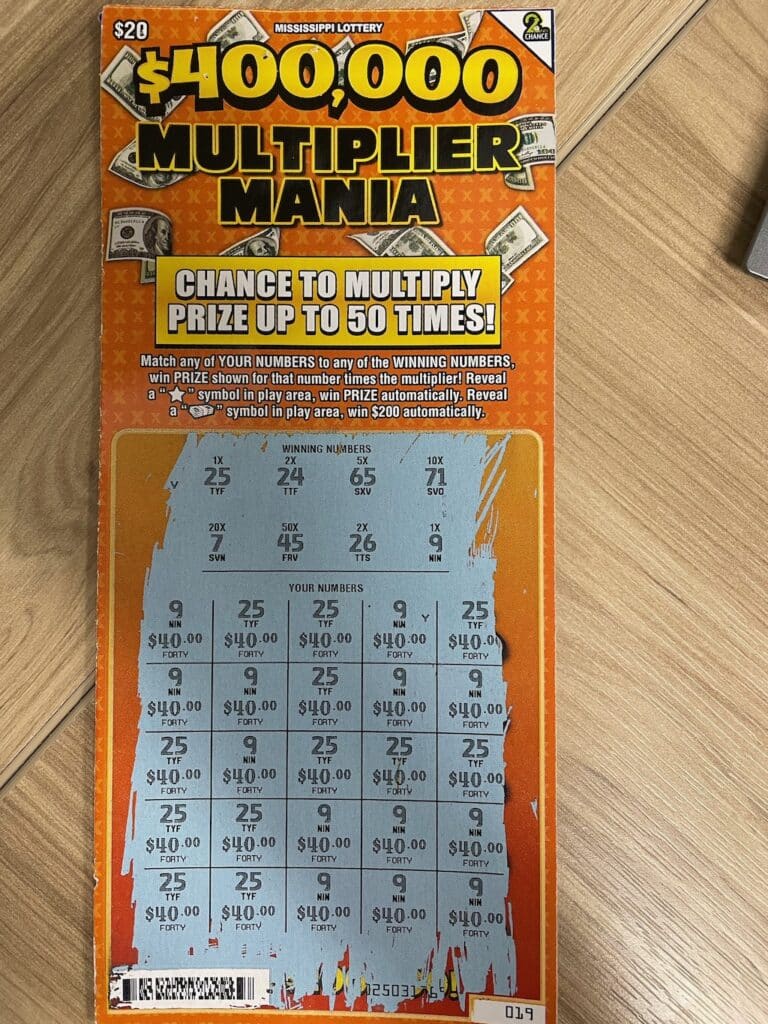 $20
MISSISSIPPI LOTTERY
2
CHANCE
$400,000
MULTIPLIER
MANIA
CHANCE TO MULTIPLY
PRIZE UP TO 50 TIMES!
Match any of YOUR NUMBERS to any of the WINNING NUMBERS,
win PRIZE shown for that number times the multiplier! Reveal
a "☆" symbol in play area, win PRIZE automatically. Reveal
a " " symbol in play area, win $200 automatically.
WINNING NUMBERS
1X 2X 5X 10X
25 24 65 71
TYF TTF SXV SVO
V
20X 50X 2X 1X
7 45 26 9
SVN FRV TTS NIN
YOUR NUMBERS
9 25 25 9 25
NIN TYF TYF NIN Y TYF
$40.00 $40.00 $40.00 $40.00 $40.00
FORTY FORTY FORTY FORTY FORTY
9 9 25 9 9
NIN NIN TYF NIN NIN
$40.00 $40.00 $40.00 $40.00 $40.00
FORTY FORTY FORTY FORTY FORTY
25 9 25 25 25
TYF NIN TYF TYF TYF
$40.00 $40.00 $40.00 $40.00 $40.00
FORTY FORTY FORTY FORTY FORTY
25 25 9 9 9
TYF TYF NIN NIN NIN
$40.00 $40.00 $40.00 $40.00 $40.00
FORTY FORTY FORTY FORTY FORTY
25 25 9 9 9
TYF TYF NIN NIN NIN
$40.00 $40.00 $40.00 $40.00 $40.00
FORTY FORTY FORTY FORTY FORTY
019